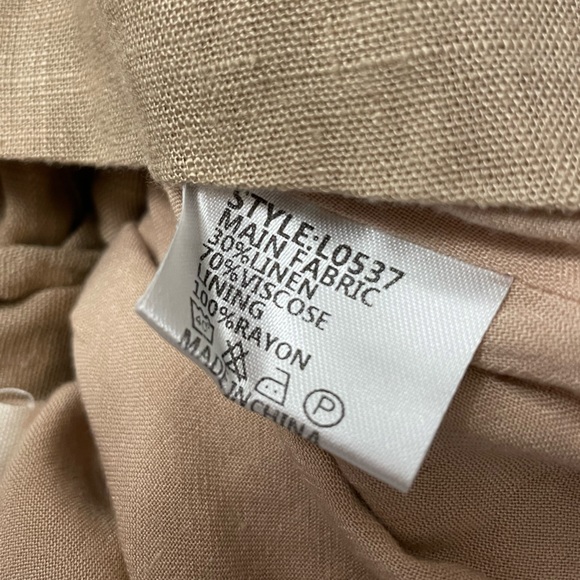 STYLE:L0537
MAIN FABRIC
30%LINEN
70%VISCOSE
LINING
100%RAYON
P
MADE IN CHINA